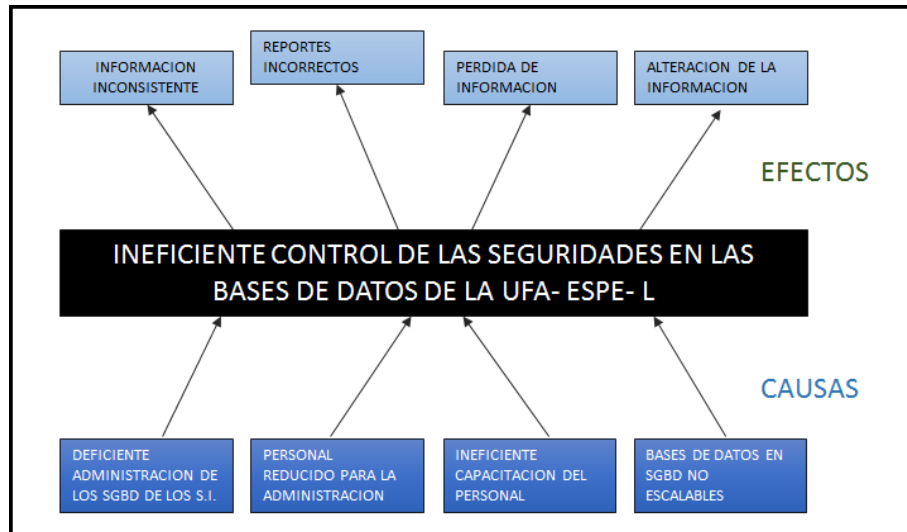 INFORMACION
INCONSISTENTE
REPORTES
INCORRECTOS
PERDIDA DE
INFORMACION
ALTERACION DE LA
INFORMACION
EFECTOS
INEFICIENTE CONTROL DE LAS SEGURIDADES EN LAS
BASES DE DATOS DE LA UFA- ESPE- L
CAUSAS
DEFICIENTE
ADMINISTRACION DE
LOS SGBD DE LOS S.I.
PERSONAL
REDUCIDO PARA LA
ADMINISTRACION
INEFICIENTE
CAPACITACION DEL
PERSONAL
BASES DE DATOS EN
SGBD NO
ESCALABLES